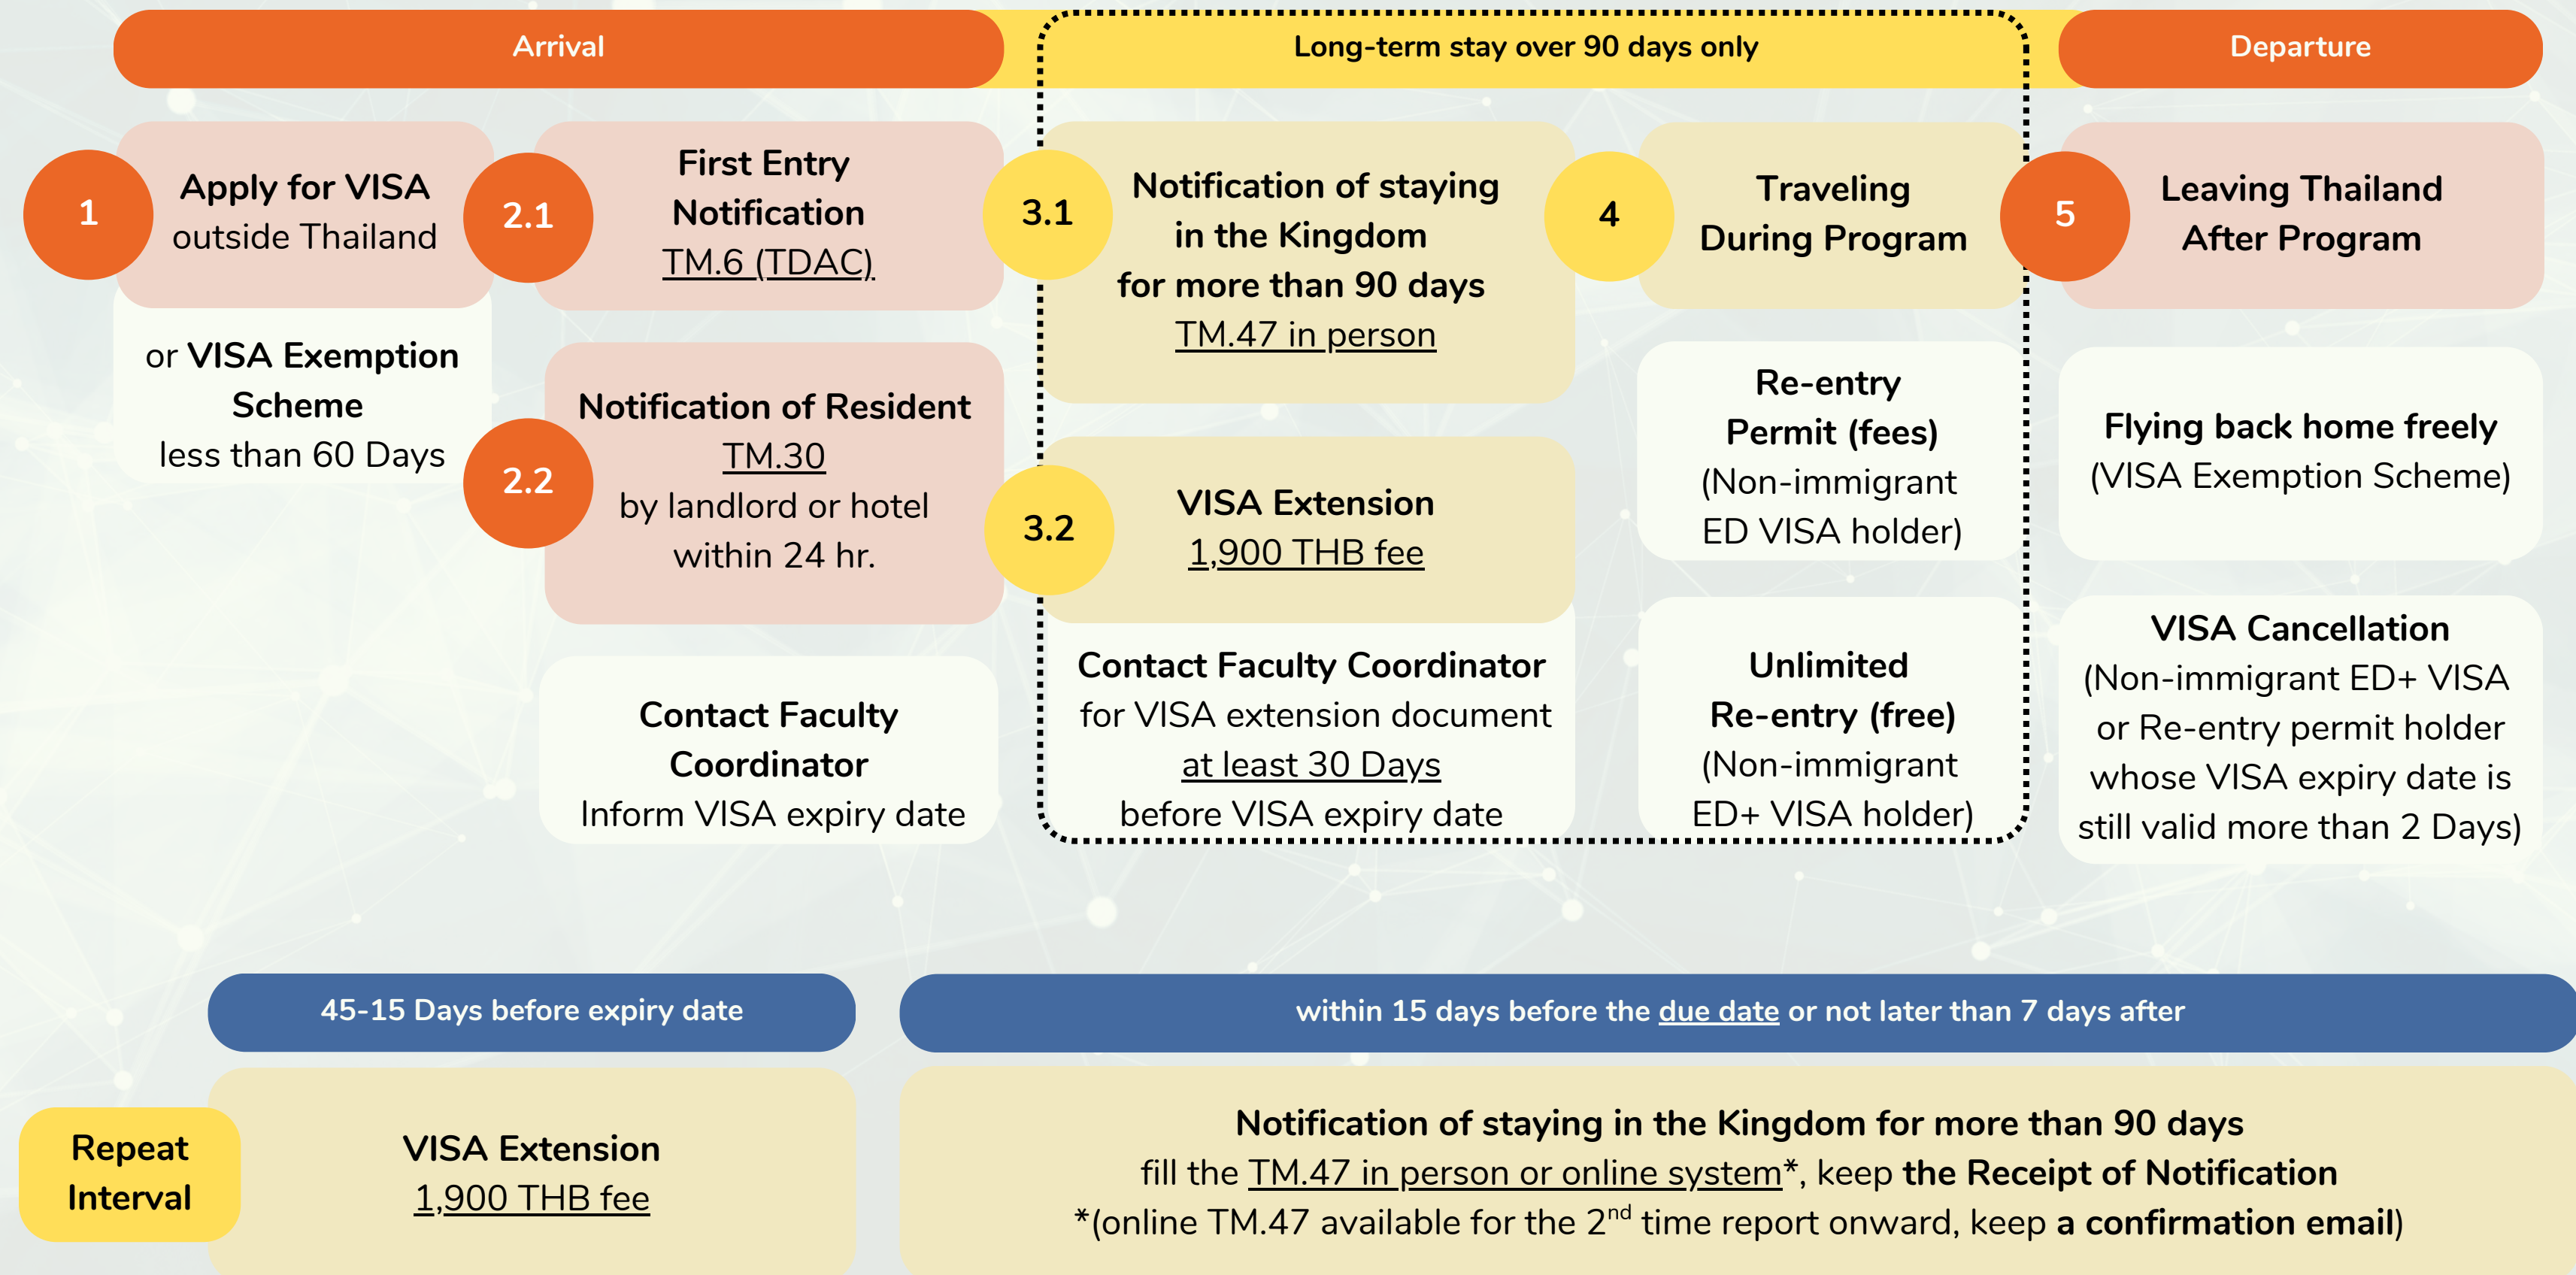 Arrival
Long-term stay over 90 days only
Departure
1
Apply for VISA
outside Thailand
or VISA Exemption
Scheme
less than 60 Days
2.1
First Entry
Notification
TM.6 (TDAC)
2.2
Notification of Resident
TM.30
by landlord or hotel
within 24 hr.
Contact Faculty
Coordinator
Inform VISA expiry date
3.1
Notification of staying
in the Kingdom
for more than 90 days
TM.47 in person
3.2
VISA Extension
1,900 THB fee
Contact Faculty Coordinator
for VISA extension document
at least 30 Days
before VISA expiry date
4
Traveling
During Program
Re-entry
Permit (fees)
(Non-immigrant
ED VISA holder)
Unlimited
Re-entry (free)
(Non-immigrant
ED+ VISA holder)
5
Leaving Thailand
After Program
Flying back home freely
(VISA Exemption Scheme)
VISA Cancellation
(Non-immigrant ED+ VISA
or Re-entry permit holder
whose VISA expiry date is
still valid more than 2 Days)
45-15 Days before expiry date
within 15 days before the due date or not later than 7 days after
Repeat
Interval
VISA Extension
1,900 THB fee
Notification of staying in the Kingdom for more than 90 days
fill the TM.47 in person or online system*, keep the Receipt of Notification
*(online TM.47 available for the 2nd time report onward, keep a confirmation email)